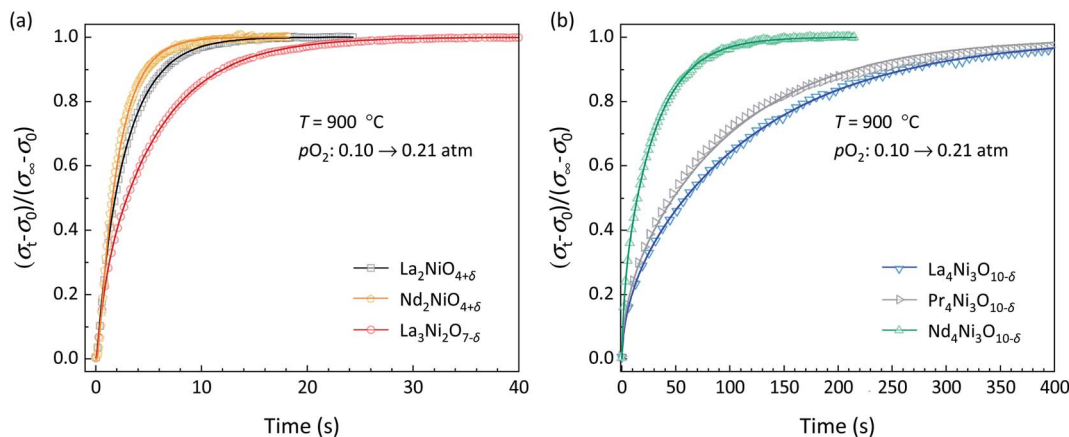 (a)
(σt-σ0)/(σ∞-σ0)
1.0
0.8
0.6
0.4
0.2
0.0
T = 900 °C
pO2: 0.10 → 0.21 atm
La2NiO4+δ
Nd2NiO4+δ
La3Ni2O7-δ
0 10 20 30 40
Time (s)
(b)
(σt-σ0)/(σ∞-σ0)
1.0
0.8
0.6
0.4
0.2
0.0
T = 900 °C
pO2: 0.10 → 0.21 atm
La4Ni3O10-δ
Pr4Ni3O10-δ
Nd4Ni3O10-δ
0 50 100 150 200 250 300 350 400
Time (s)